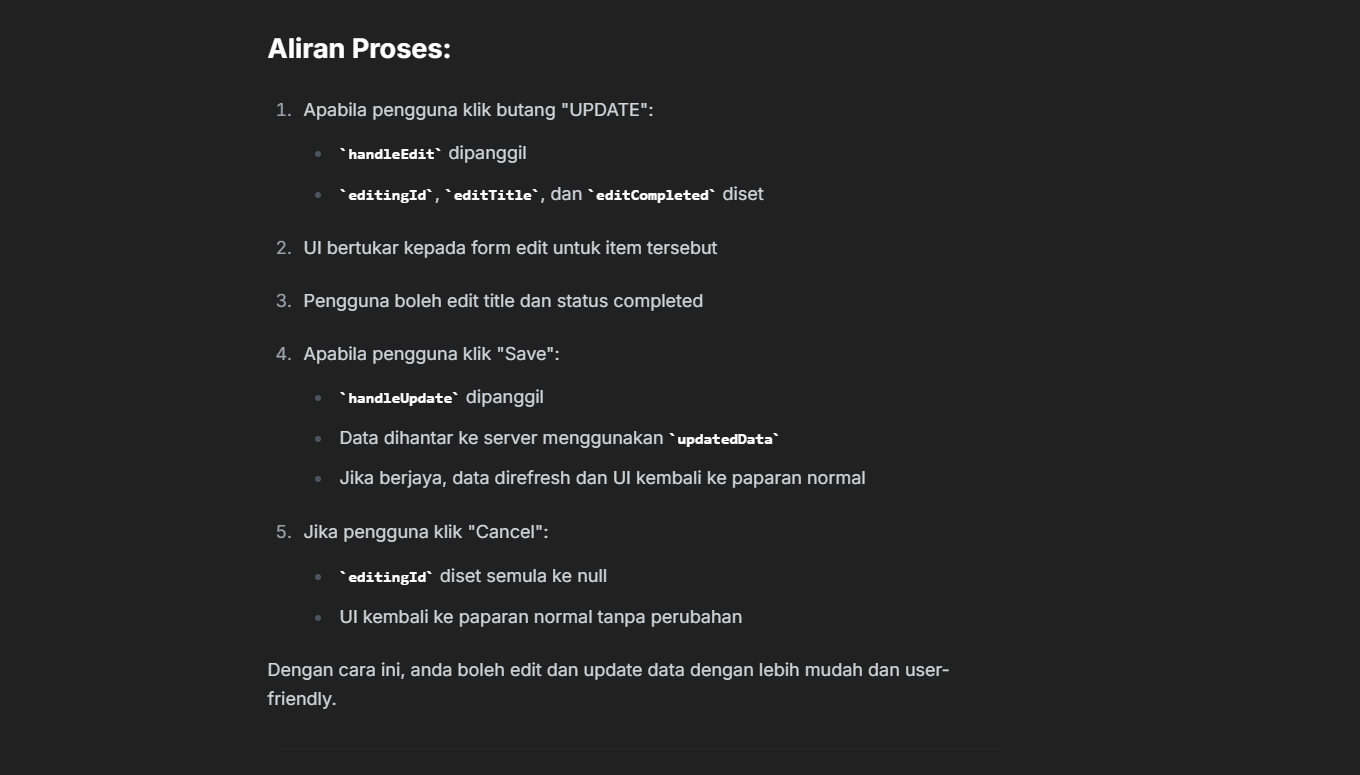 Aliran Proses:
1. Apabila pengguna klik butang "UPDATE":
• `handleEdit` dipanggil
• `editingId`, `editTitle`, dan `editCompleted` diset
2. UI bertukar kepada form edit untuk item tersebut
3. Pengguna boleh edit title dan status completed
4. Apabila pengguna klik "Save":
• `handleUpdate` dipanggil
• Data dihantar ke server menggunakan `updatedData`
• Jika berjaya, data direfresh dan UI kembali ke paparan normal
5. Jika pengguna klik "Cancel":
• `editingId` diset semula ke null
• UI kembali ke paparan normal tanpa perubahan
Dengan cara ini, anda boleh edit dan update data dengan lebih mudah dan user-
friendly.